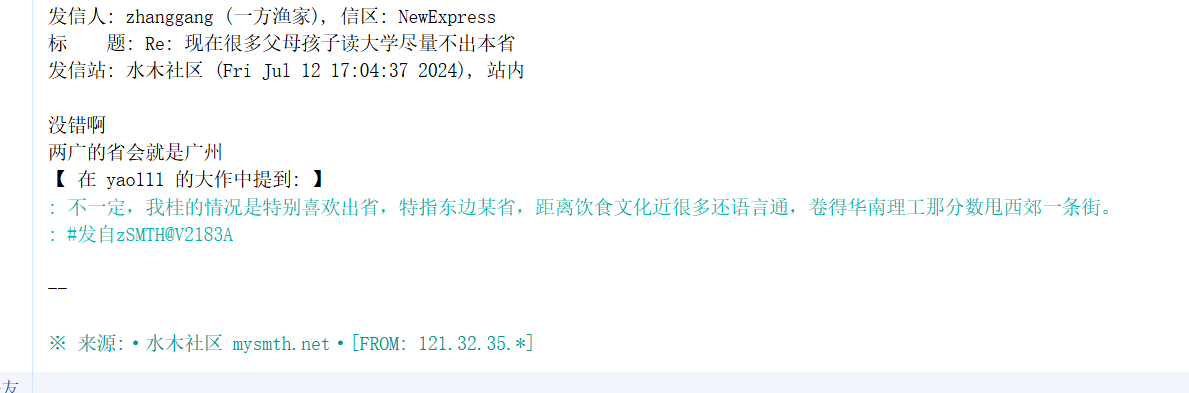 发信人: zhanggang (一方渔家), 信区: NewExpress
标    题: Re: 现在很多父母孩子读大学尽量不出本省
发信站: 水木社区 (Fri Jul 12 17:04:37 2024), 站内
没错啊
两广的省会就是广州
【 在 yaolll 的大作中提到: 】
: 不一定，我桂的情况是特别喜欢出省，特指东边某省，距离饮食文化近很多还语言通，卷得华南理工那分数甩西郊一条街。
: #发自zSMTH@V2183A
--
※ 来源:·水木社区 mysmth.net·[FROM: 121.32.35.*]
友